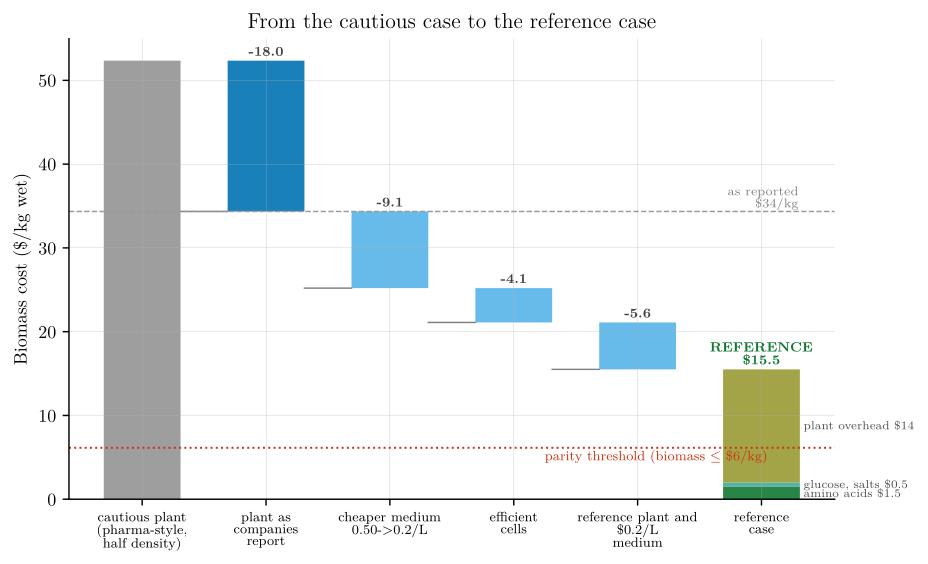 From the cautious case to the reference case
Biomass cost ($/kg wet)
50
40
30
20
10
0
-18.0
-9.1
-4.1
-5.6
as reported
$34/kg
REFERENCE
$15.5
plant overhead $14
parity threshold (biomass ≤ $6/kg)
glucose, salts $0.5
amino acids $1.5
cautious plant
(pharma-style,
half density)
plant as
companies
report
cheaper medium
0.50->0.2/L
efficient
cells
reference plant and
$0.2/L
medium
reference
case